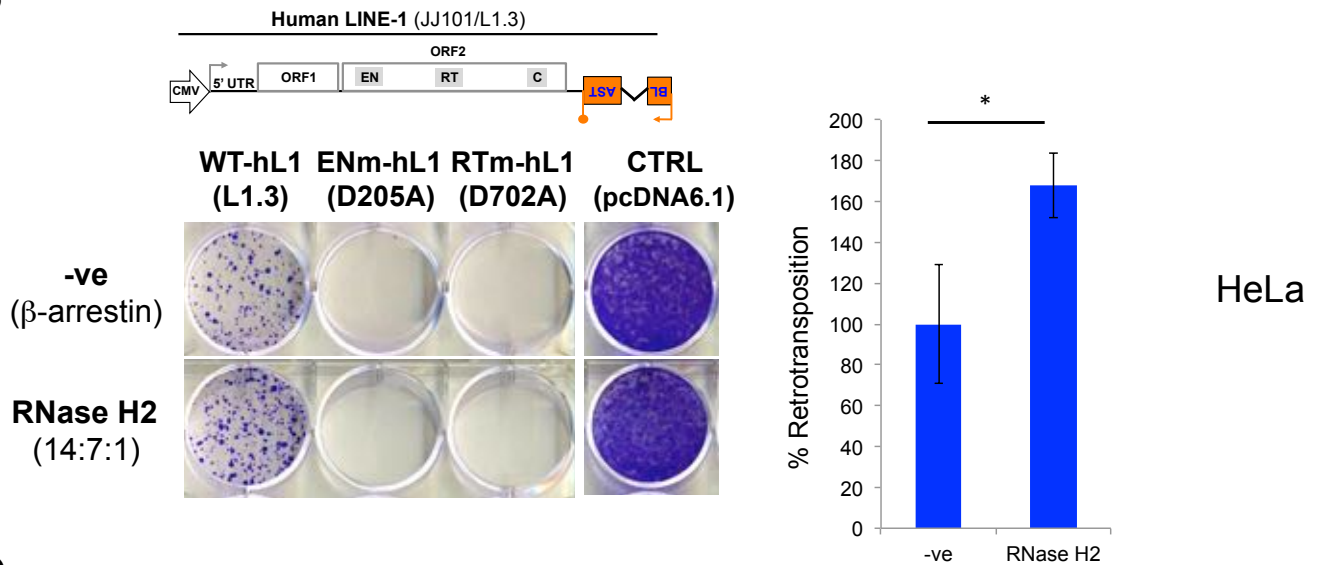 Human LINE-1 (JJ101/L1.3)
ORF2
CMV
5' UTR
ORF1
EN
RT
C
AST
BL
WT-hL1 ENm-hL1 RTm-hL1 CTRL
(L1.3) (D205A) (D702A) (pcDNA6.1)
-ve
(β-arrestin)
RNase H2
(14:7:1)
*
200
180
160
140
120
100
80
60
40
20
0
% Retrotransposition
-ve RNase H2
HeLa